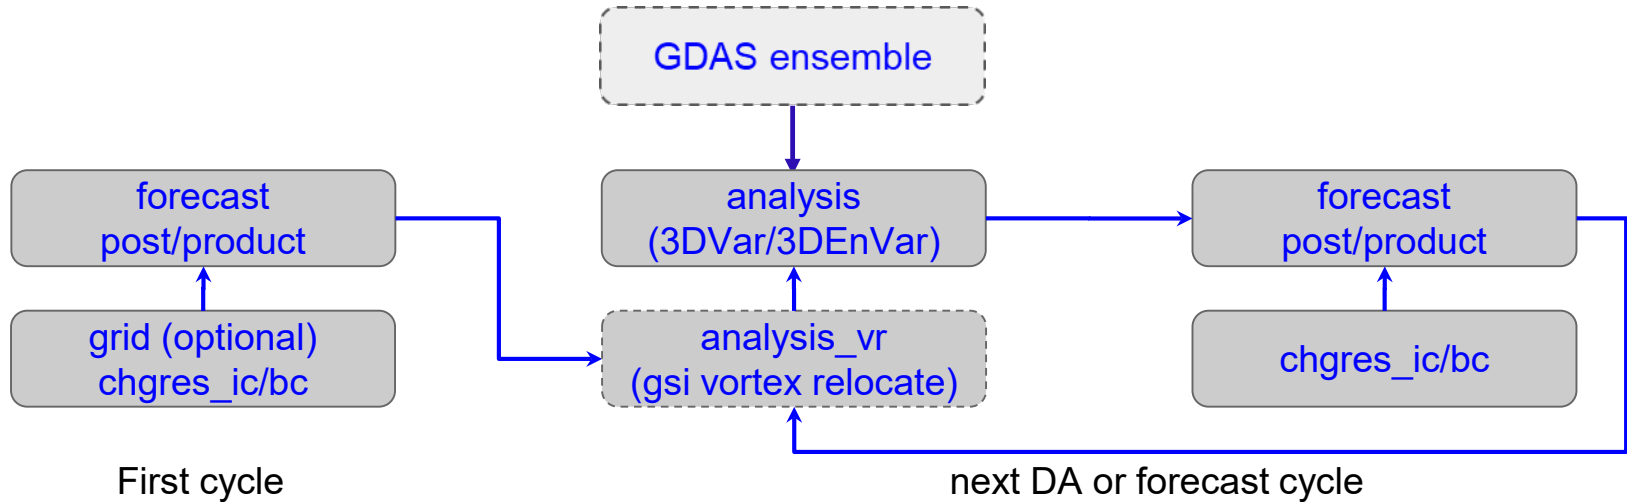 GDAS ensemble
forecast
post/product
analysis
(3DVar/3DEnVar)
forecast
post/product
grid (optional)
chgres_ic/bc
analysis_vr
(gsi vortex relocate)
chgres_ic/bc
First cycle
next DA or forecast cycle